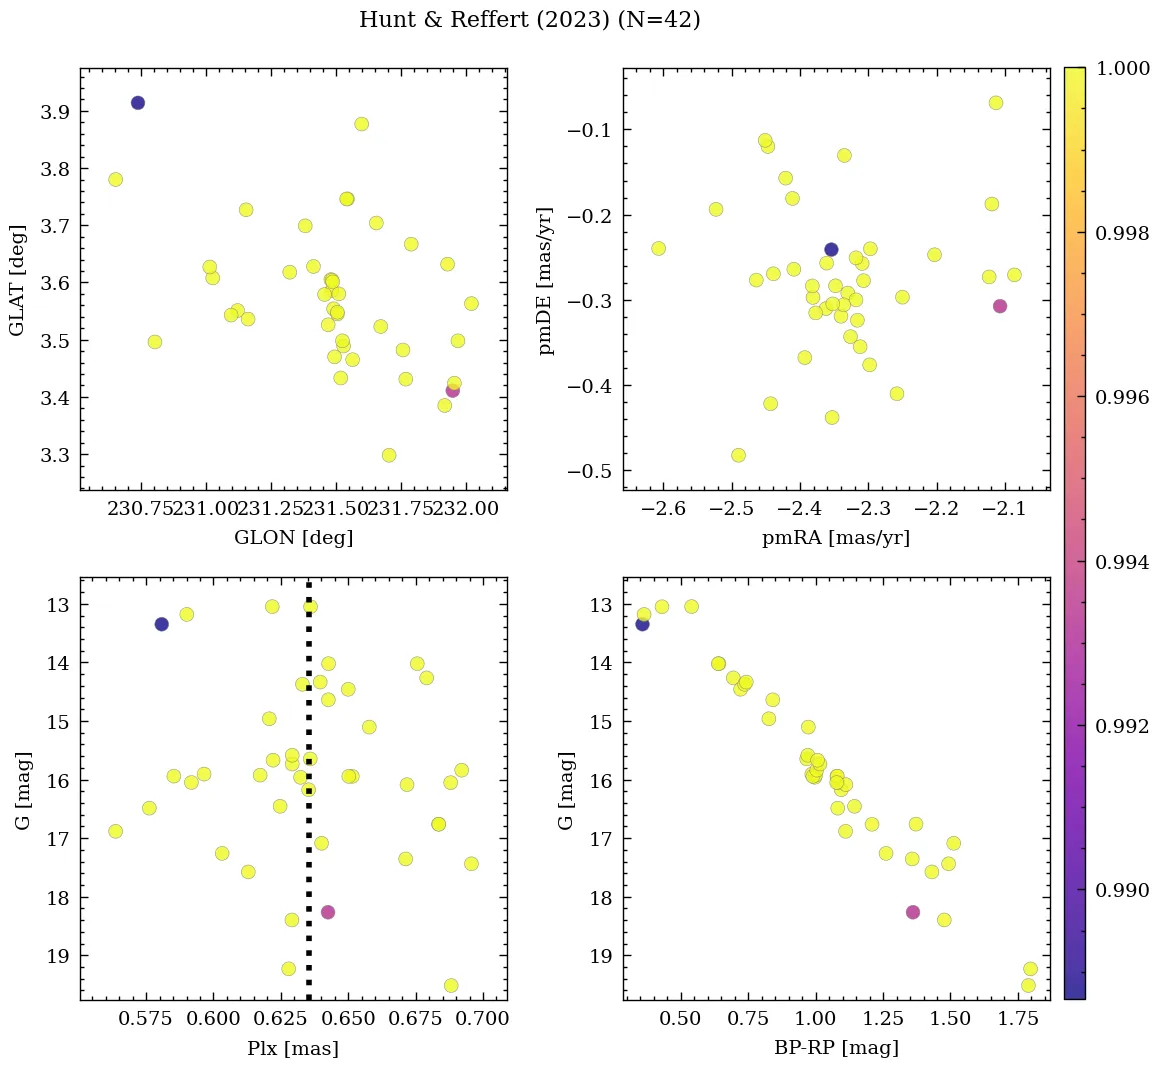 Hunt & Reffert (2023) (N=42)
3.9
3.8
3.7
3.6
3.5
3.4
3.3
GLAT [deg]
230.75 231.00 231.25 231.50 231.75 232.00
GLON [deg]
−0.1
−0.2
−0.3
−0.4
−0.5
pmDE [mas/yr]
−2.6 −2.5 −2.4 −2.3 −2.2 −2.1
pmRA [mas/yr]
1.000
0.998
0.996
0.994
0.992
0.990
13
14
15
16
17
18
19
G [mag]
0.575 0.600 0.625 0.650 0.675 0.700
Plx [mas]
13
14
15
16
17
18
19
G [mag]
0.50 0.75 1.00 1.25 1.50 1.75
BP-RP [mag]